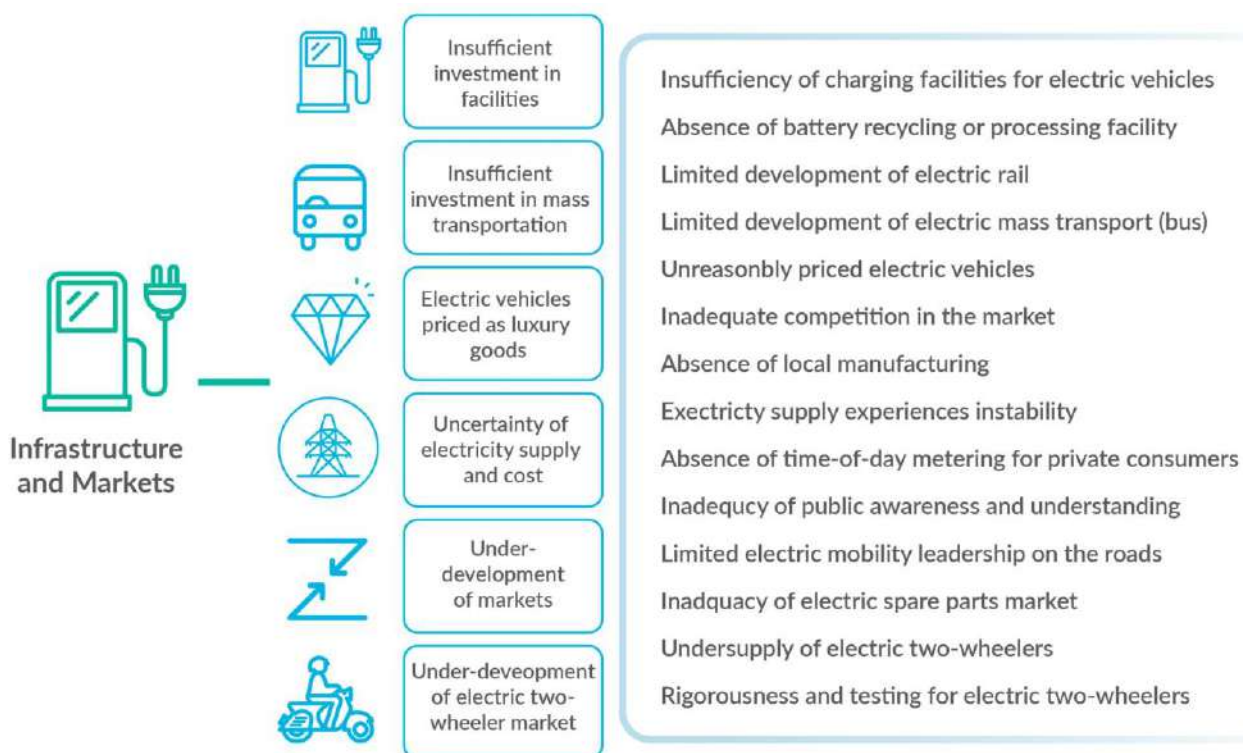 Infrastructure
and Markets
Insufficient
investment in
facilities
Insufficient
investment in mass
transportation
Electric vehicles
priced as luxury
goods
Uncertainty of
electricity supply
and cost
Under-
development
of markets
Under-deveopment
of electric two-
wheeler market
Insufficiency of charging facilities for electric vehicles
Absence of battery recycling or processing facility
Limited development of electric rail
Limited development of electric mass transport (bus)
Unreasonbly priced electric vehicles
Inadequate competition in the market
Absence of local manufacturing
Exectricty supply experiences instability
Absence of time-of-day metering for private consumers
Inadequcy of public awareness and understanding
Limited electric mobility leadership on the roads
Inadquacy of electric spare parts market
Undersupply of electric two-wheelers
Rigorousness and testing for electric two-wheelers